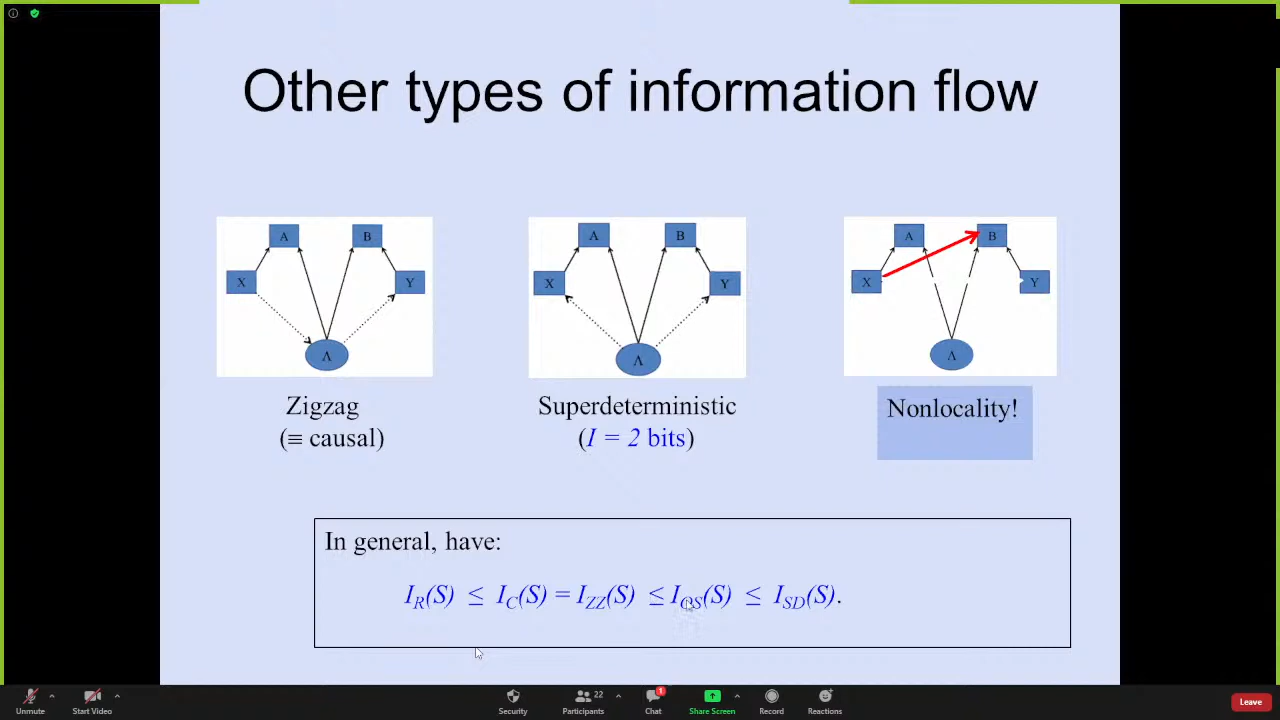 Other types of information flow
A B
X Y
Λ
A B
X Y
Λ
A B
X Y
Λ
Zigzag
(≡ causal)
Superdeterministic
(I = 2 bits)
Nonlocality!
In general, have:
I_R(S) ≤ I_C(S) = I_ZZ(S) ≤ I_OS(S) ≤ I_SD(S).
Unmute
Start Video
Security
Participants 22
Chat 1
Share Screen
Record
Reactions
Leave